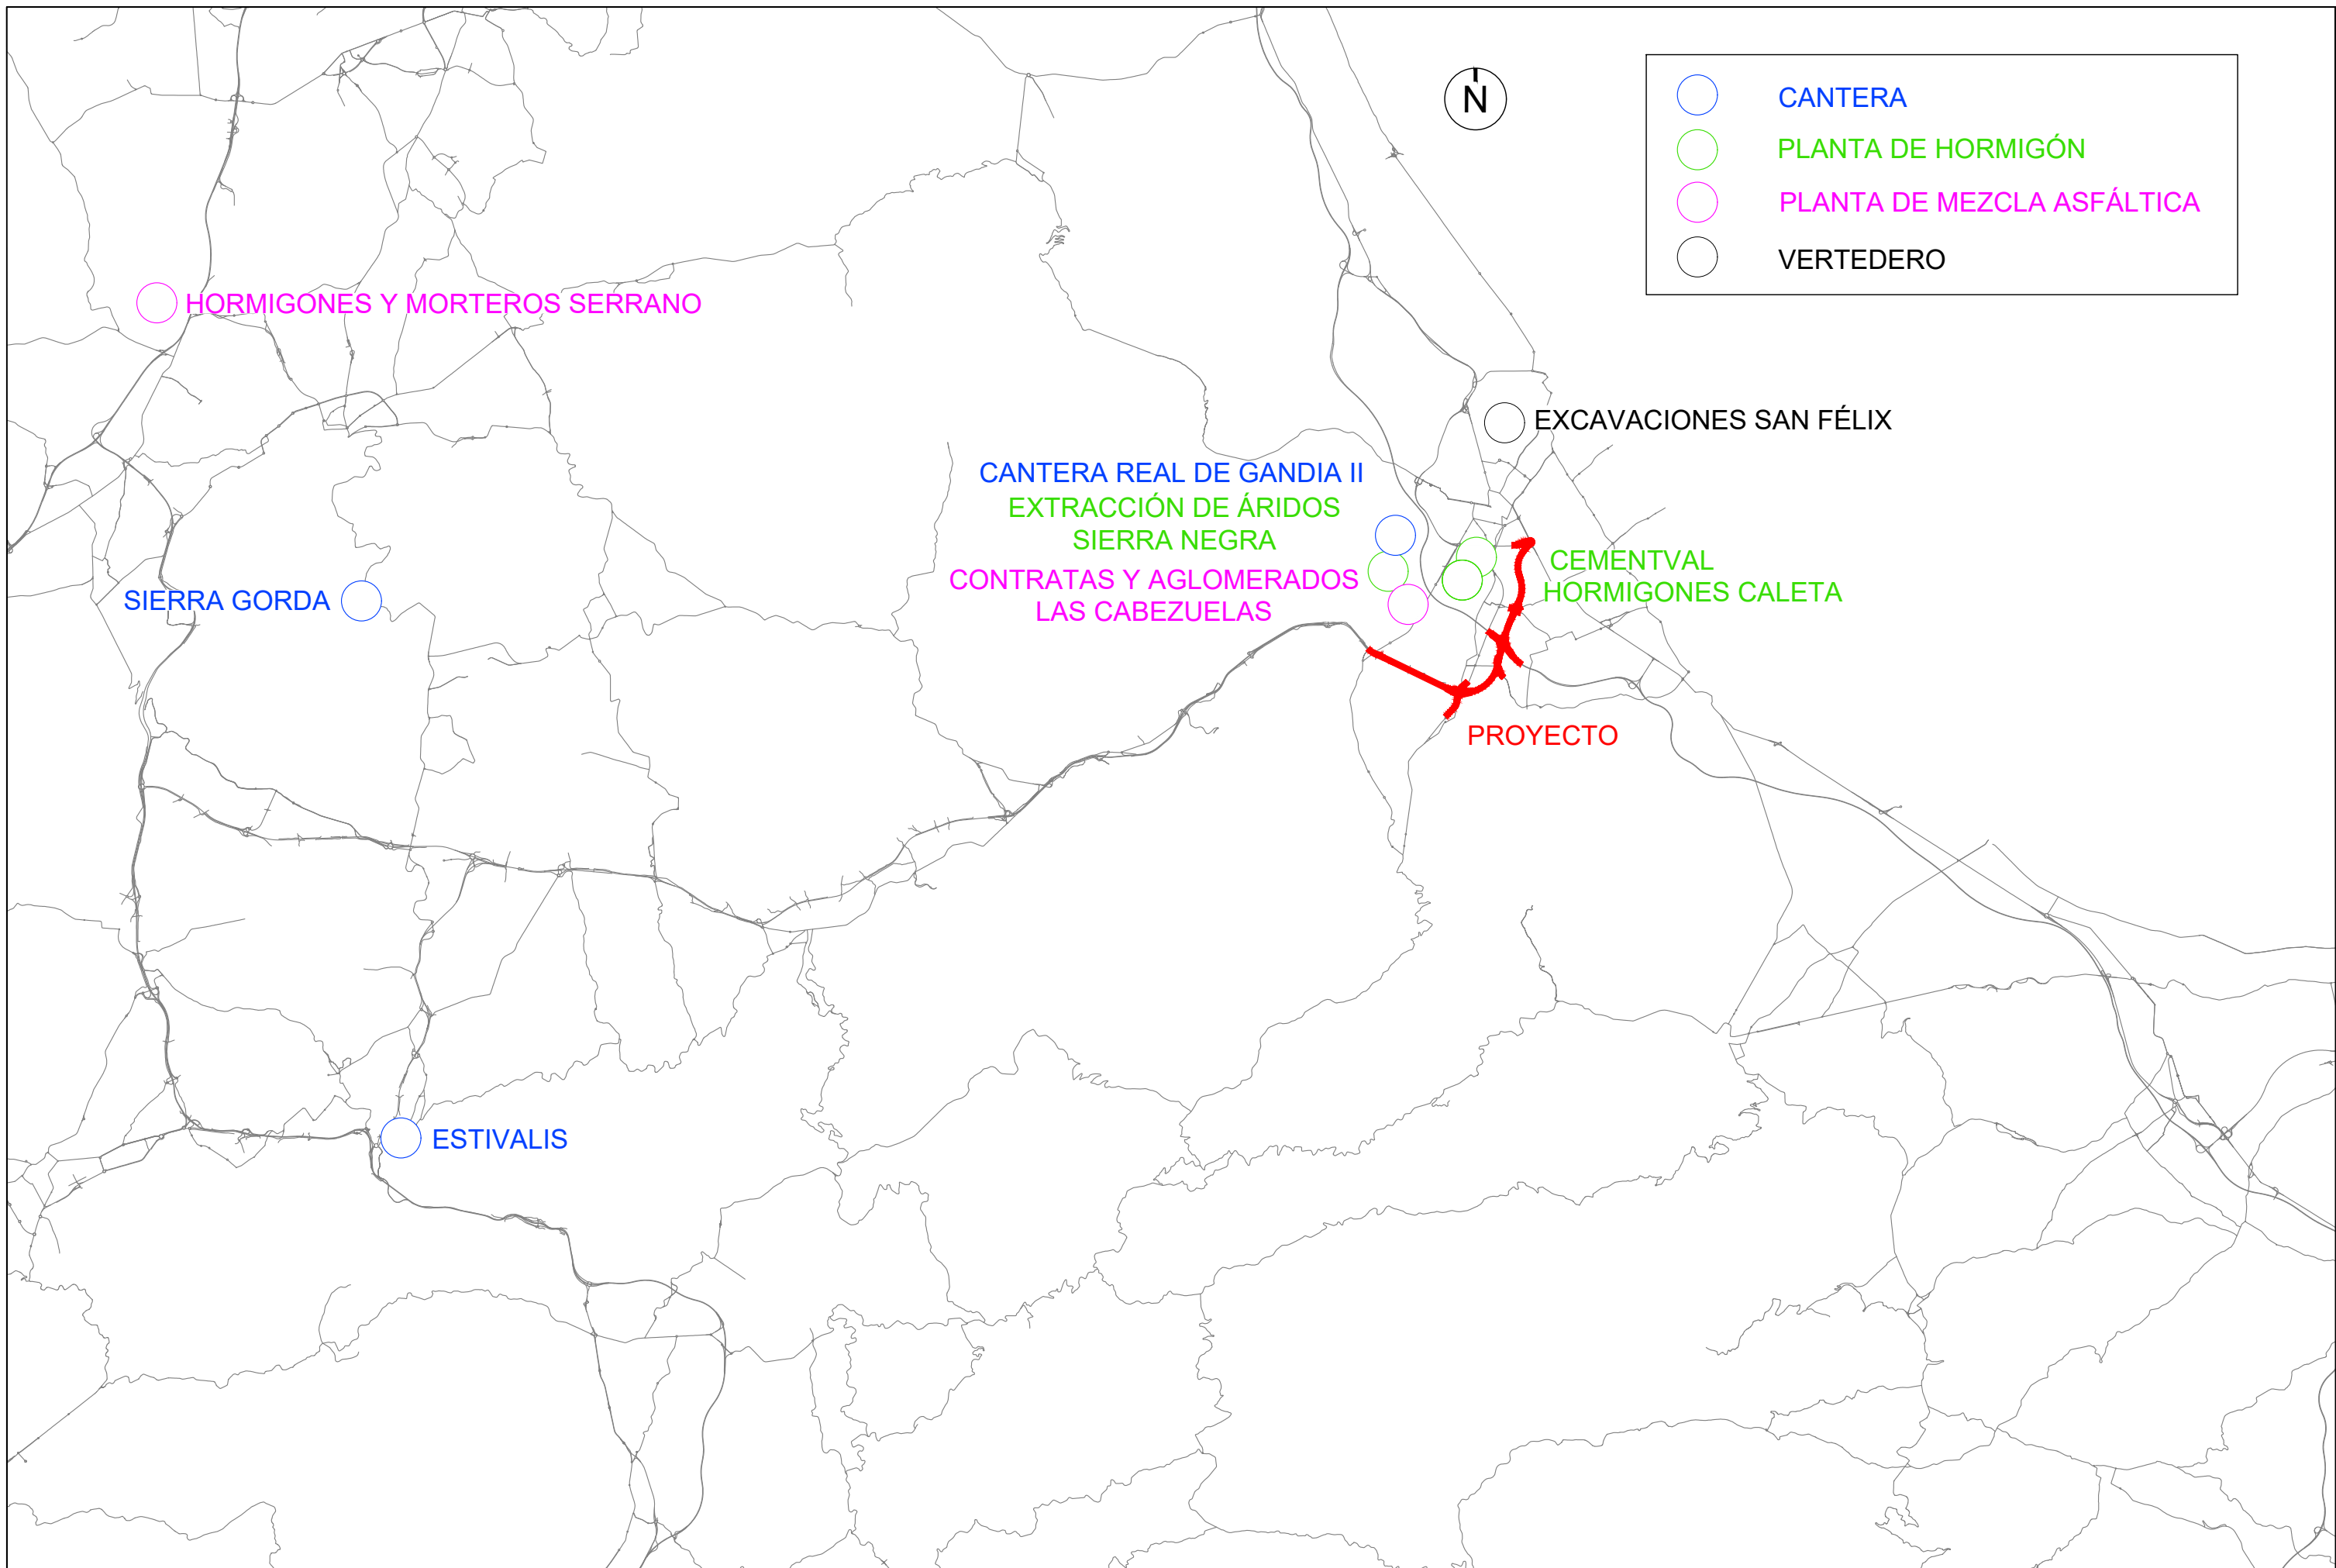 N
CANTERA
PLANTA DE HORMIGÓN
PLANTA DE MEZCLA ASFÁLTICA
VERTEDERO
HORMIGONES Y MORTEROS SERRANO
EXCAVACIONES SAN FÉLIX
CANTERA REAL DE GANDIA II
EXTRACCIÓN DE ÁRIDOS
SIERRA NEGRA
CONTRATAS Y AGLOMERADOS
LAS CABEZUELAS
CEMENTVAL
HORMIGONES CALETA
SIERRA GORDA
PROYECTO
ESTIVALIS